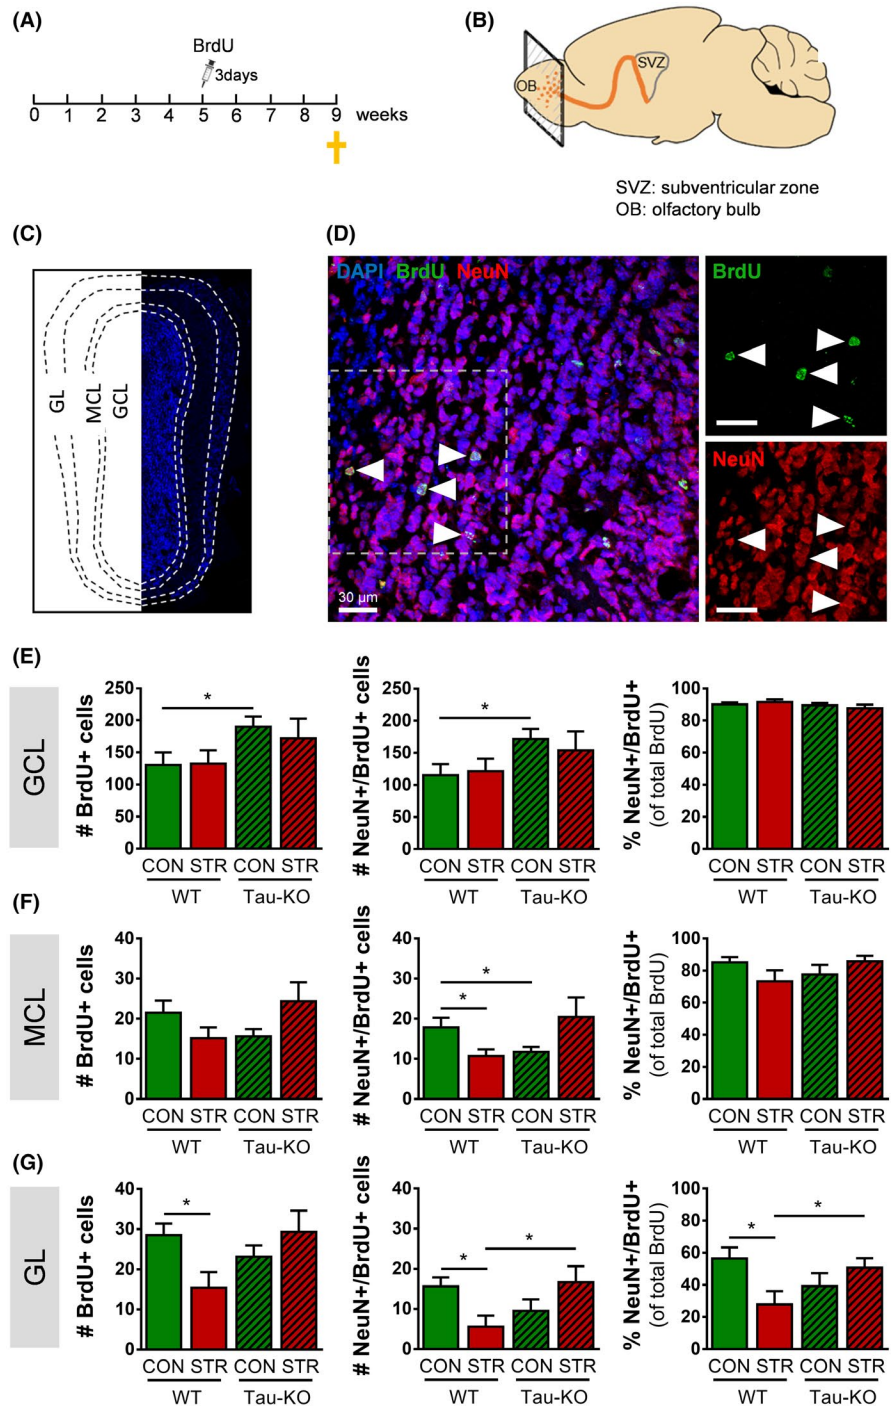 (A)
BrdU
3days
0 1 2 3 4 5 6 7 8 9 weeks
(B)
SVZ
OB
SVZ: subventricular zone
OB: olfactory bulb
(C)
GL
MCL
GCL
(D)
DAPI BrdU NeuN
30 µm
BrdU
NeuN
(E)
GCL
# BrdU+ cells
250
200
150
100
50
0
*
CON STR CON STR
WT Tau-KO
# NeuN+/BrdU+ cells
250
200
150
100
50
0
*
CON STR CON STR
WT Tau-KO
% NeuN+/BrdU+
(of total BrdU)
100
80
60
40
20
0
CON STR CON STR
WT Tau-KO
(F)
MCL
# BrdU+ cells
40
30
20
10
0
CON STR CON STR
WT Tau-KO
# NeuN+/BrdU+ cells
40
30
20
10
0
*
*
CON STR CON STR
WT Tau-KO
% NeuN+/BrdU+
(of total BrdU)
100
80
60
40
20
0
CON STR CON STR
WT Tau-KO
(G)
GL
# BrdU+ cells
40
30
20
10
0
*
CON STR CON STR
WT Tau-KO
# NeuN+/BrdU+ cells
40
30
20
10
0
*
*
CON STR CON STR
WT Tau-KO
% NeuN+/BrdU+
(of total BrdU)
100
80
60
40
20
0
*
*
CON STR CON STR
WT Tau-KO